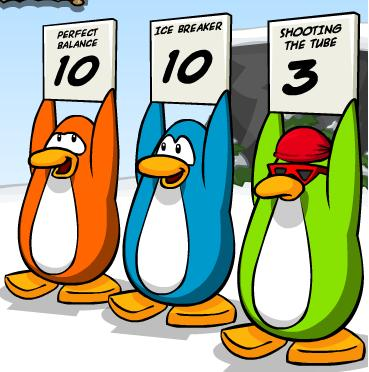 PERFECT
BALANCE
10
ICE BREAKER
10
SHOOTING
THE TUBE
3